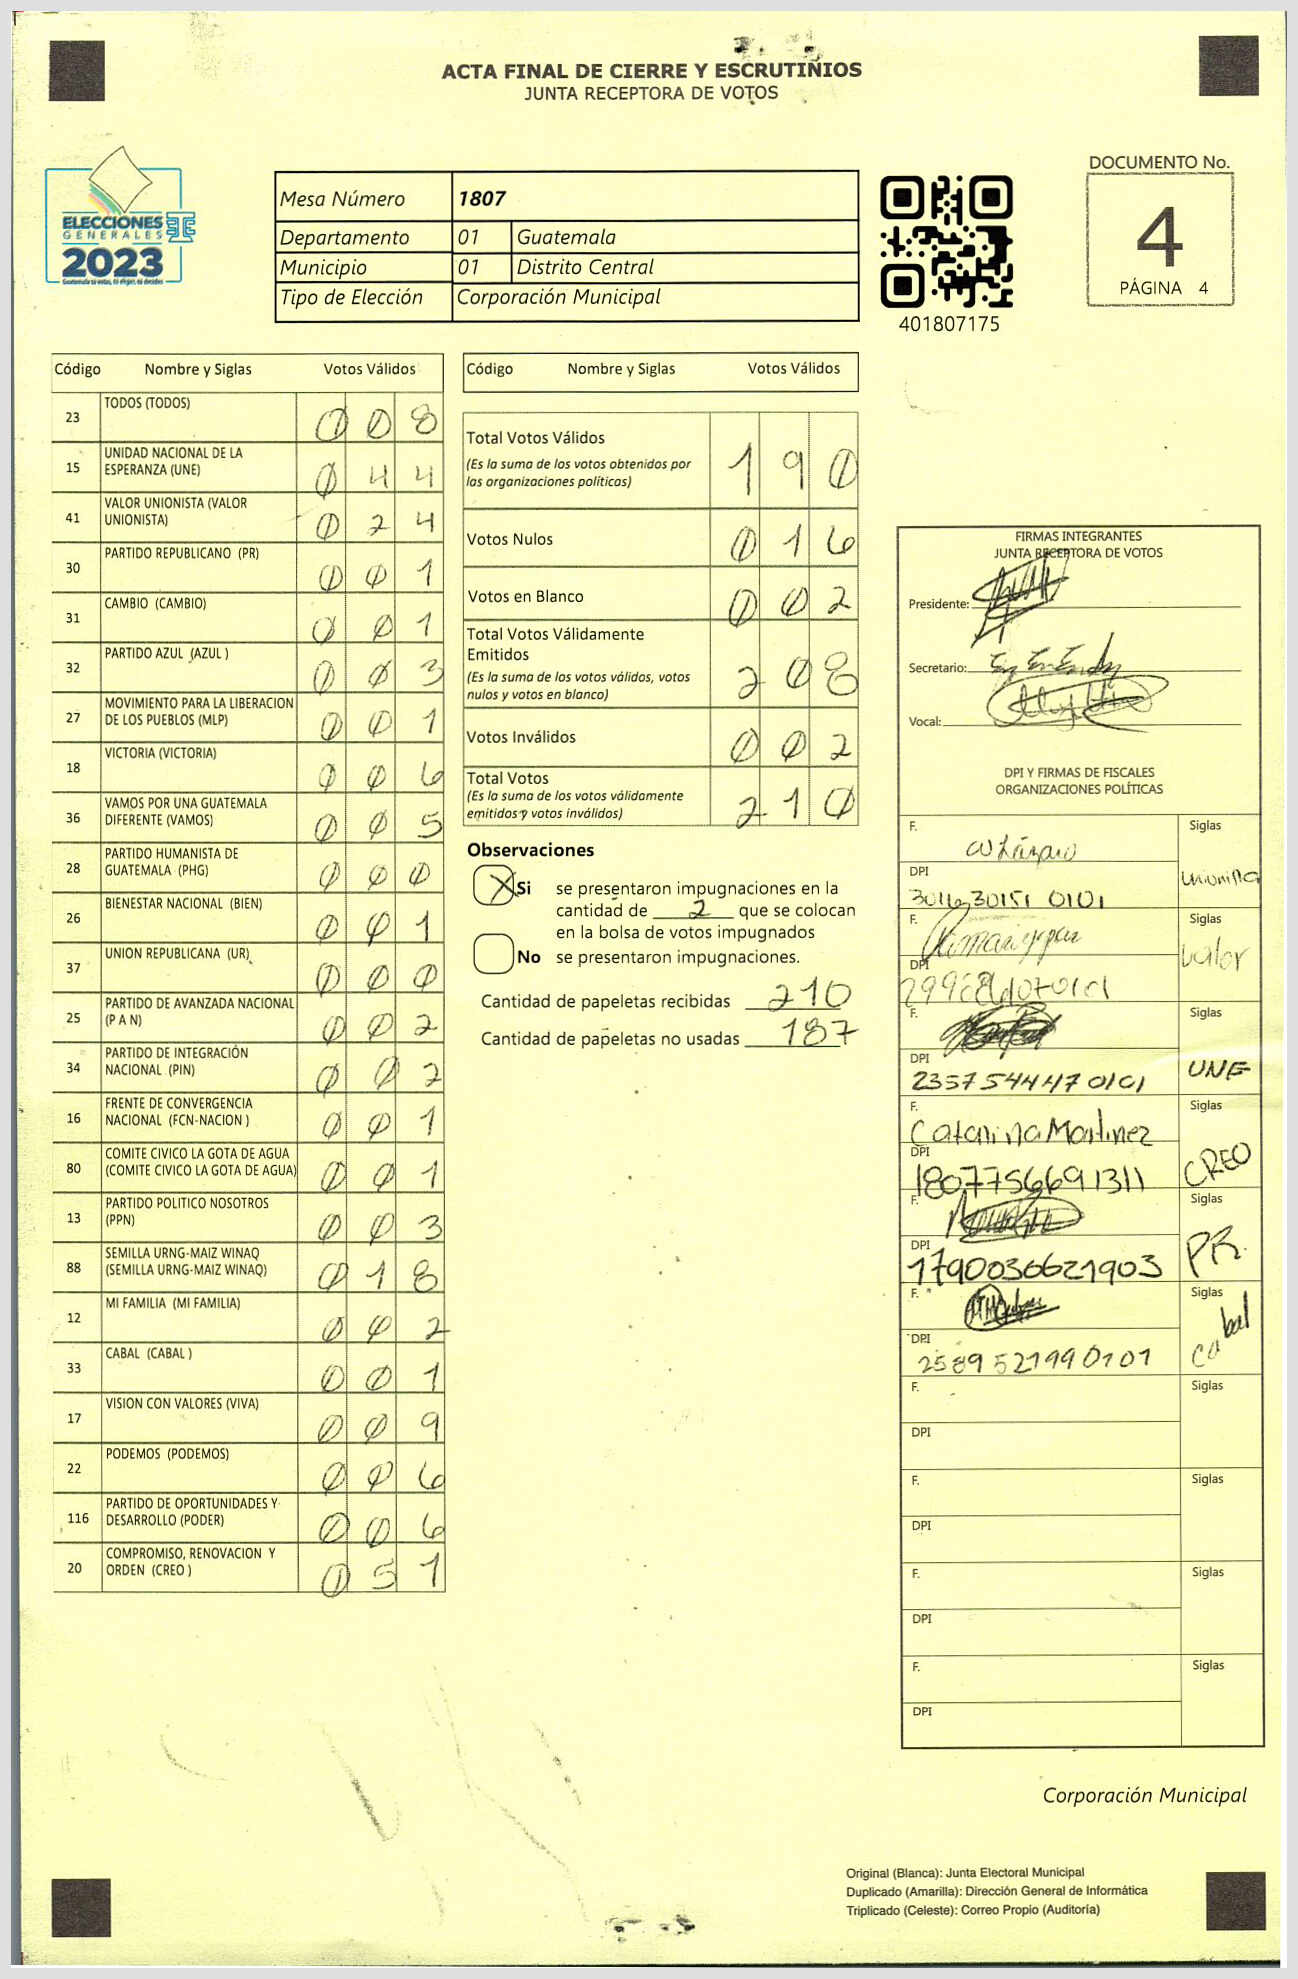 ACTA FINAL DE CIERRE Y ESCRUTINIOS
JUNTA RECEPTORA DE VOTOS
ELECCIONES
GENERALES
2023
Guatemala tu votas, tú eliges, tú decides
Mesa Número 1807
Departamento 01 Guatemala
Municipio 01 Distrito Central
Tipo de Elección Corporación Municipal
401807175
DOCUMENTO No.
4
PÁGINA 4
Código Nombre y Siglas Votos Válidos
23 TODOS (TODOS) 0 0 8
15 UNIDAD NACIONAL DE LA
ESPERANZA (UNE) 0 4 4
41 VALOR UNIONISTA (VALOR
UNIONISTA) 0 2 4
30 PARTIDO REPUBLICANO (PR) 0 0 1
31 CAMBIO (CAMBIO) 0 0 1
32 PARTIDO AZUL (AZUL ) 0 0 3
27 MOVIMIENTO PARA LA LIBERACION
DE LOS PUEBLOS (MLP) 0 0 1
18 VICTORIA (VICTORIA) 0 0 6
36 VAMOS POR UNA GUATEMALA
DIFERENTE (VAMOS) 0 0 5
28 PARTIDO HUMANISTA DE
GUATEMALA (PHG) 0 0 0
26 BIENESTAR NACIONAL (BIEN) 0 0 1
37 UNION REPUBLICANA (UR) 0 0 0
25 PARTIDO DE AVANZADA NACIONAL
(P A N) 0 0 2
34 PARTIDO DE INTEGRACIÓN
NACIONAL (PIN) 0 0 2
16 FRENTE DE CONVERGENCIA
NACIONAL (FCN-NACION ) 0 0 1
80 COMITE CIVICO LA GOTA DE AGUA
(COMITE CIVICO LA GOTA DE AGUA) 0 0 1
13 PARTIDO POLITICO NOSOTROS
(PPN) 0 0 3
88 SEMILLA URNG-MAIZ WINAQ
(SEMILLA URNG-MAIZ WINAQ) 0 1 8
12 MI FAMILIA (MI FAMILIA) 0 0 2
33 CABAL (CABAL ) 0 0 1
17 VISION CON VALORES (VIVA) 0 0 9
22 PODEMOS (PODEMOS) 0 0 6
116 PARTIDO DE OPORTUNIDADES Y
DESARROLLO (PODER) 0 0 6
20 COMPROMISO, RENOVACION Y
ORDEN (CREO ) 0 5 1
Código Nombre y Siglas Votos Válidos
Total Votos Válidos 1 9 0
(Es la suma de los votos obtenidos por
las organizaciones políticas)
Votos Nulos 0 1 6
Votos en Blanco 0 0 2
Total Votos Válidamente
Emitidos 2 0 8
(Es la suma de los votos válidos, votos
nulos y votos en blanco)
Votos Inválidos 0 0 2
Total Votos 2 1 0
(Es la suma de los votos válidamente
emitidos y votos inválidos)
Observaciones
X Si se presentaron impugnaciones en la
cantidad de 2 que se colocan
en la bolsa de votos impugnados
No se presentaron impugnaciones.
Cantidad de papeletas recibidas 210
Cantidad de papeletas no usadas 187
FIRMAS INTEGRANTES
JUNTA RECEPTORA DE VOTOS
Presidente:
Secretario:
Vocal:
DPI Y FIRMAS DE FISCALES
ORGANIZACIONES POLÍTICAS
F. Siglas
DPI Unionista
0101
F. Siglas
DPI Valor
F. Siglas
DPI UNE
2357544470101
F. Siglas
Catarina Martinez
DPI CREO
1807756691311
F. Siglas
DPI PR.
1790036621903
F. Siglas
DPI Cabal
2589521990101
F. Siglas
DPI
F. Siglas
DPI
F. Siglas
DPI
F. Siglas
DPI
Corporación Municipal
Original (Blanca): Junta Electoral Municipal
Duplicado (Amarilla): Dirección General de Informática
Triplicado (Celeste): Correo Propio (Auditoría)